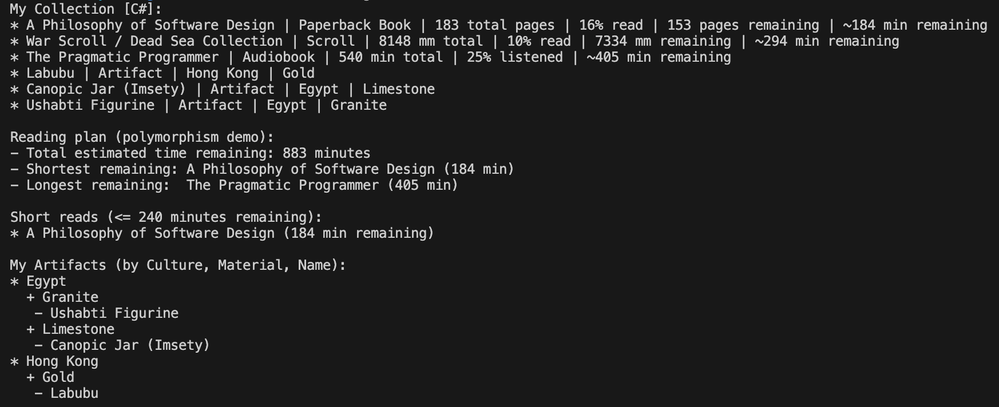 My Collection [C#]:
* A Philosophy of Software Design | Paperback Book | 183 total pages | 16% read | 153 pages remaining | ~184 min remaining
* War Scroll / Dead Sea Collection | Scroll | 8148 mm total | 10% read | 7334 mm remaining | ~294 min remaining
* The Pragmatic Programmer | Audiobook | 540 min total | 25% listened | ~405 min remaining
* Labubu | Artifact | Hong Kong | Gold
* Canopic Jar (Imsety) | Artifact | Egypt | Limestone
* Ushabti Figurine | Artifact | Egypt | Granite

Reading plan (polymorphism demo):
- Total estimated time remaining: 883 minutes
- Shortest remaining: A Philosophy of Software Design (184 min)
- Longest remaining:  The Pragmatic Programmer (405 min)

Short reads (<= 240 minutes remaining):
* A Philosophy of Software Design (184 min remaining)

My Artifacts (by Culture, Material, Name):
* Egypt
  + Granite
   - Ushabti Figurine
  + Limestone
   - Canopic Jar (Imsety)
* Hong Kong
  + Gold
   - Labubu